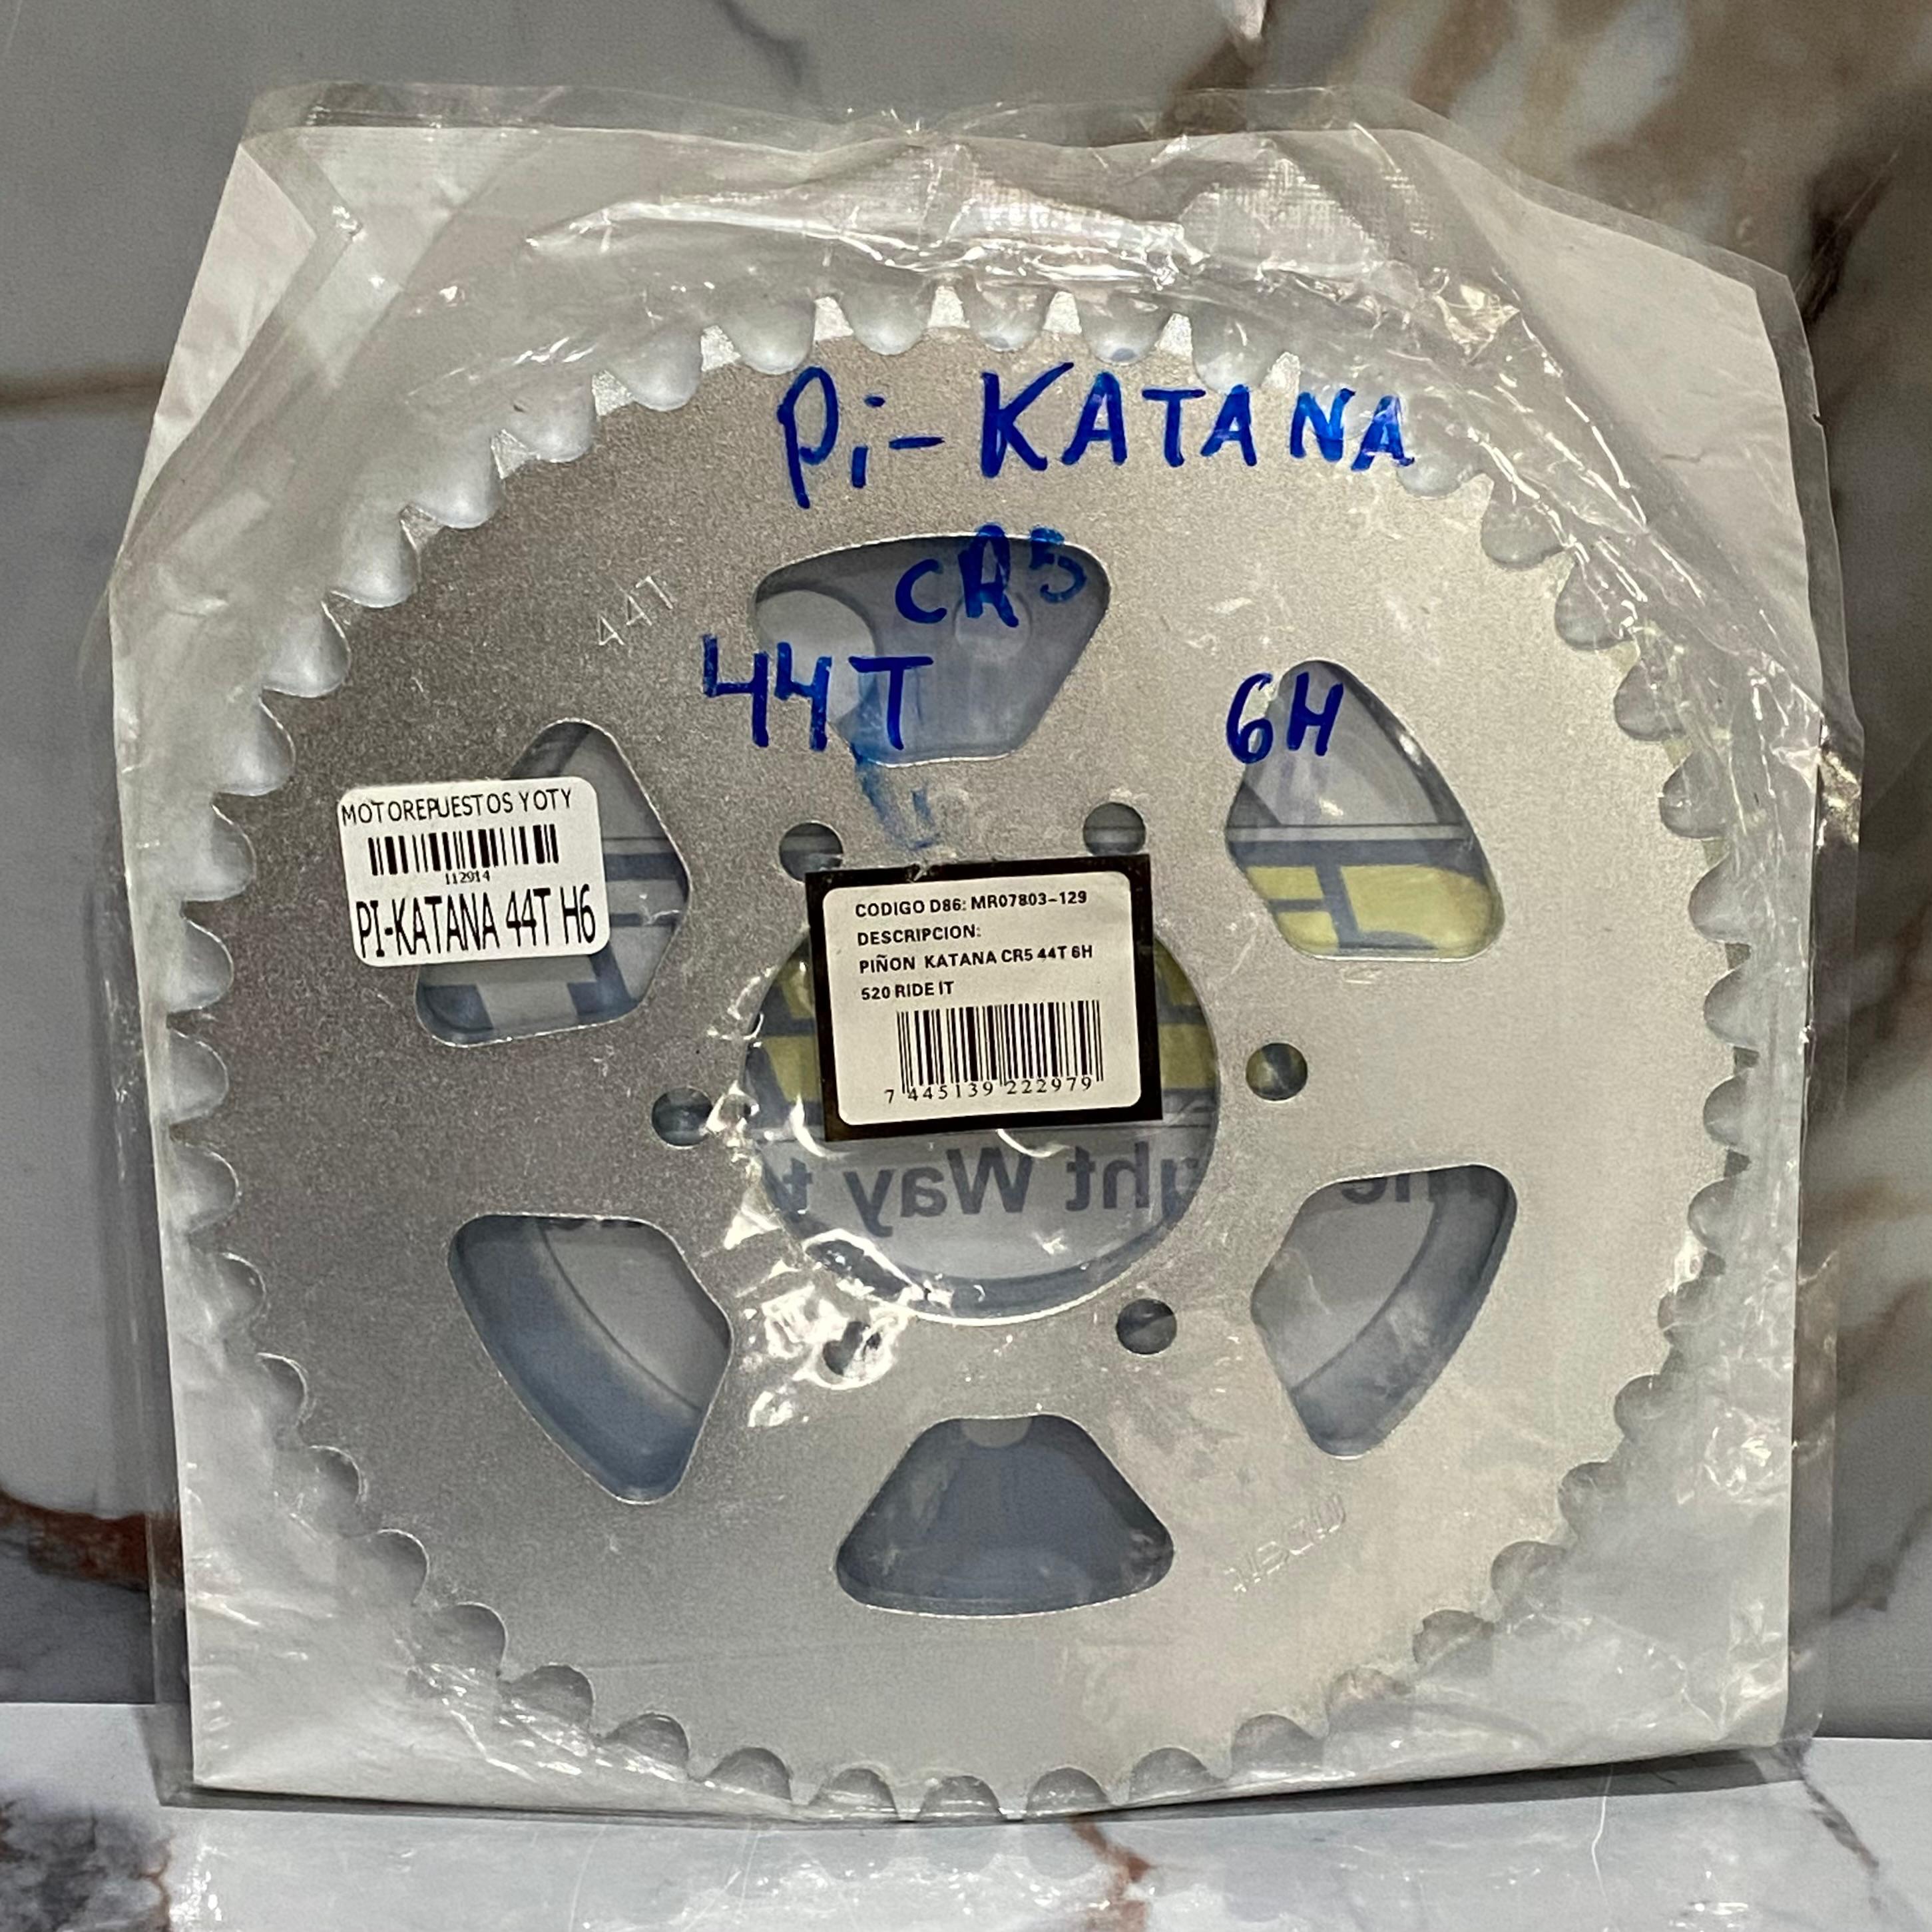 Pi-KATANA
CR5
44T
44T
6H
MOTOREPUESTOS YOTY
112914
PI-KATANA 44T H6
CODIGO D86: MR07803-129
DESCRIPCION:
PIÑON KATANA CR5 44T 6H
520 RIDE IT
7 445139 222979
Way